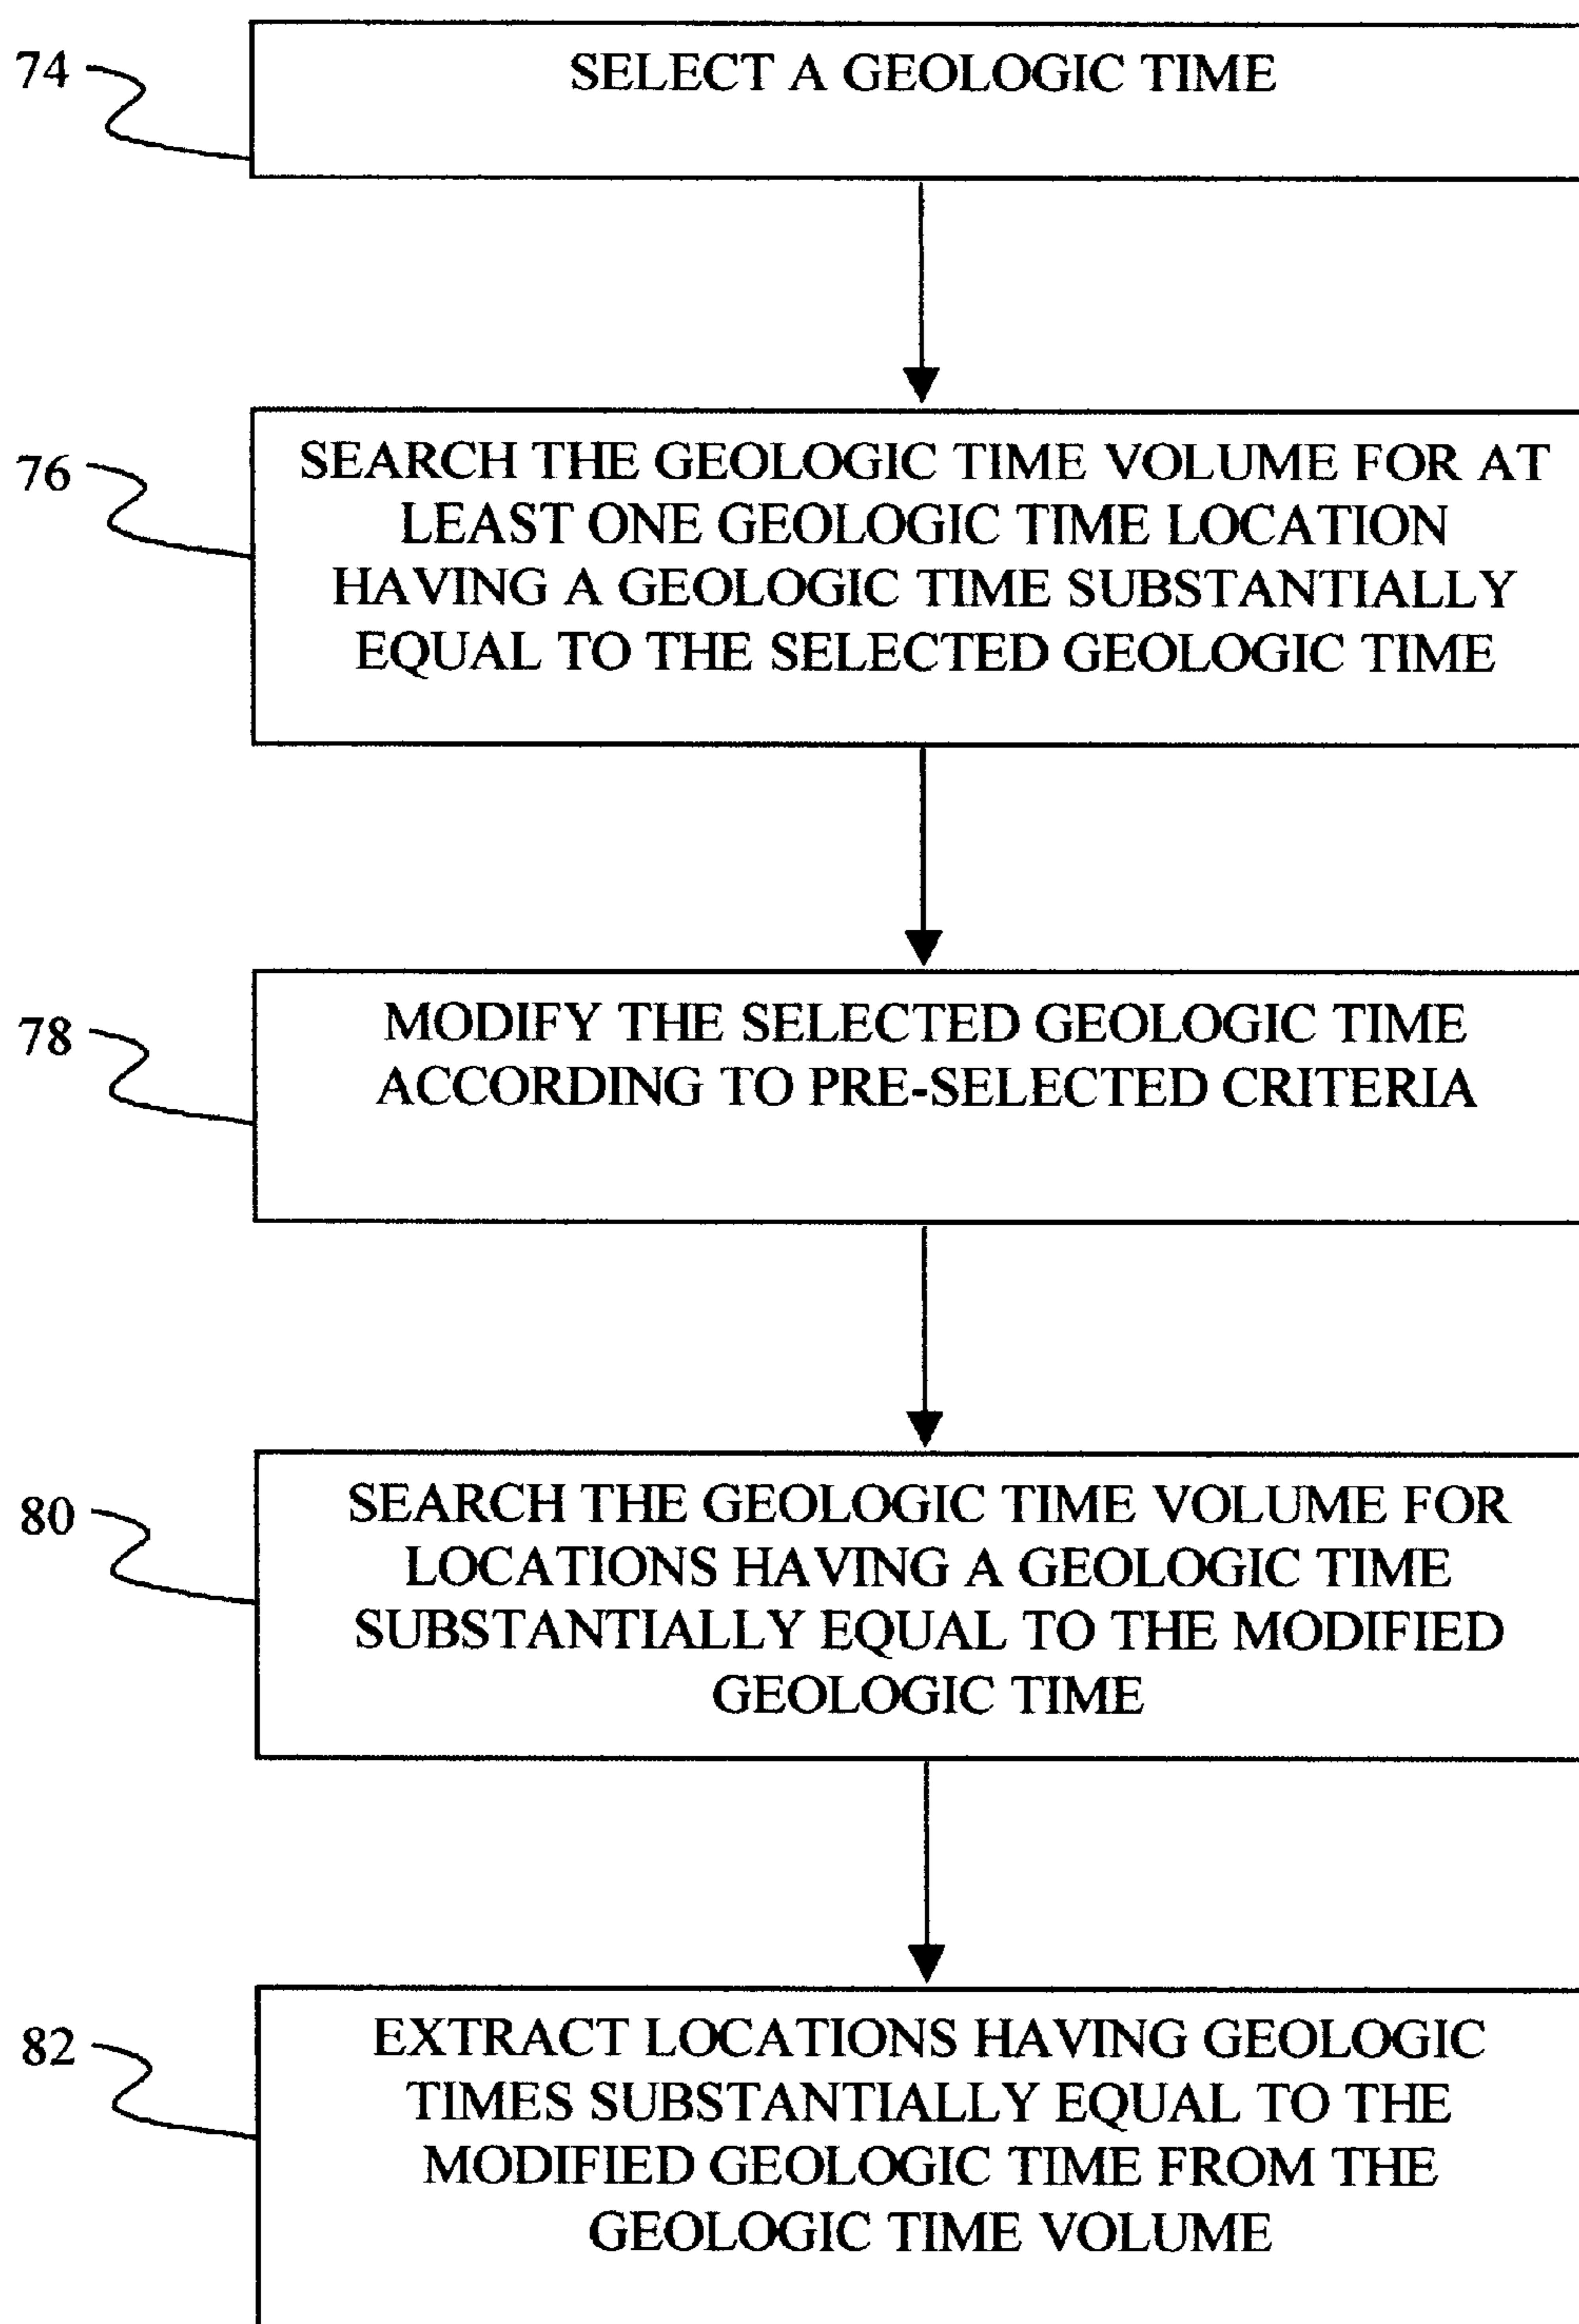 74
SELECT A GEOLOGIC TIME
76
SEARCH THE GEOLOGIC TIME VOLUME FOR AT
LEAST ONE GEOLOGIC TIME LOCATION
HAVING A GEOLOGIC TIME SUBSTANTIALLY
EQUAL TO THE SELECTED GEOLOGIC TIME
78
MODIFY THE SELECTED GEOLOGIC TIME
ACCORDING TO PRE-SELECTED CRITERIA
80
SEARCH THE GEOLOGIC TIME VOLUME FOR
LOCATIONS HAVING A GEOLOGIC TIME
SUBSTANTIALLY EQUAL TO THE MODIFIED
GEOLOGIC TIME
82
EXTRACT LOCATIONS HAVING GEOLOGIC
TIMES SUBSTANTIALLY EQUAL TO THE
MODIFIED GEOLOGIC TIME FROM THE
GEOLOGIC TIME VOLUME